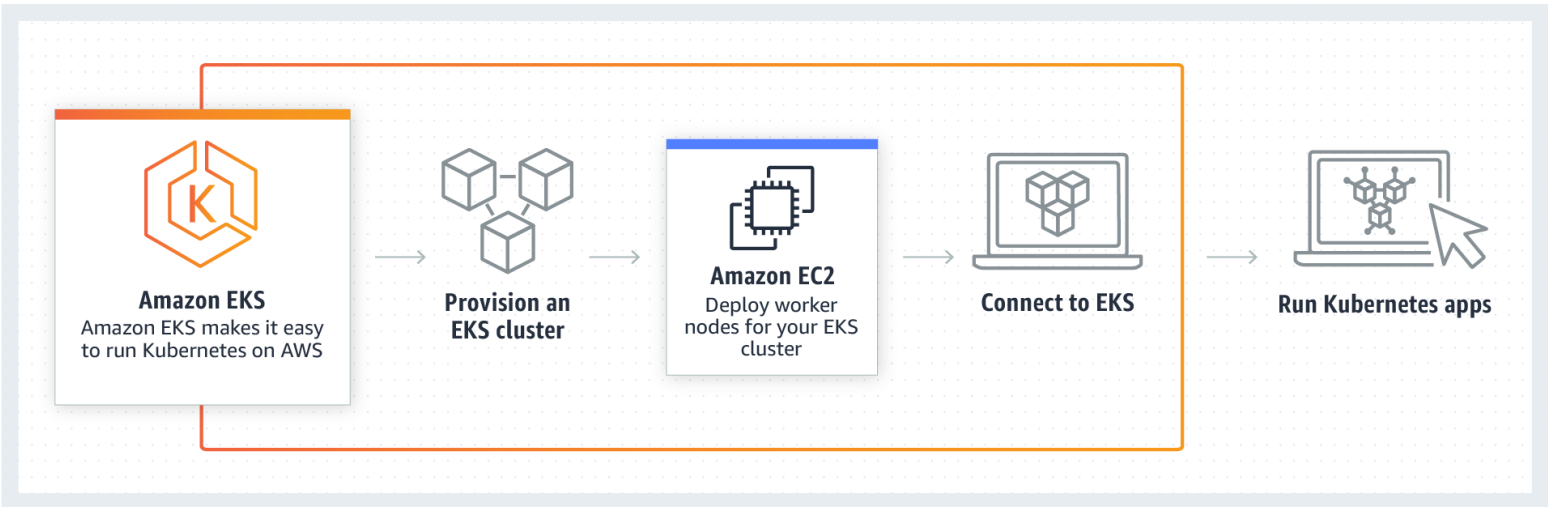 K
Amazon EKS
Amazon EKS makes it easy
to run Kubernetes on AWS
Provision an
EKS cluster
Amazon EC2
Deploy worker
nodes for your EKS
cluster
Connect to EKS
Run Kubernetes apps